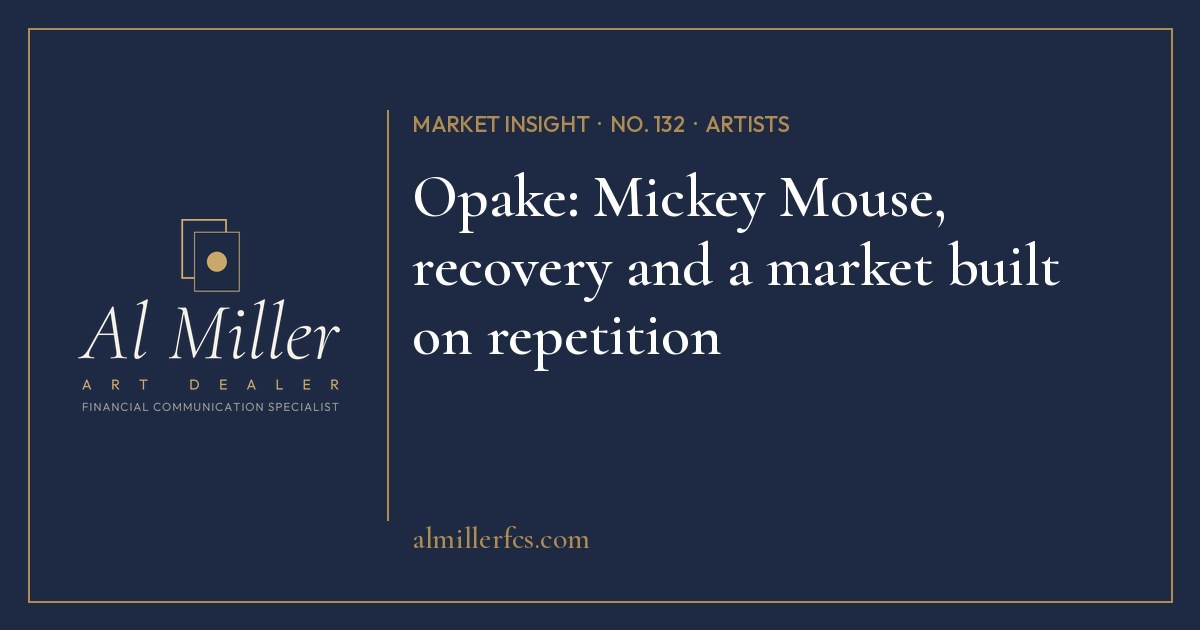 Al Miller
ART DEALER
FINANCIAL COMMUNICATION SPECIALIST
MARKET INSIGHT · NO. 132 · ARTISTS
Opake: Mickey Mouse,
recovery and a market built
on repetition
almillerfcs.com